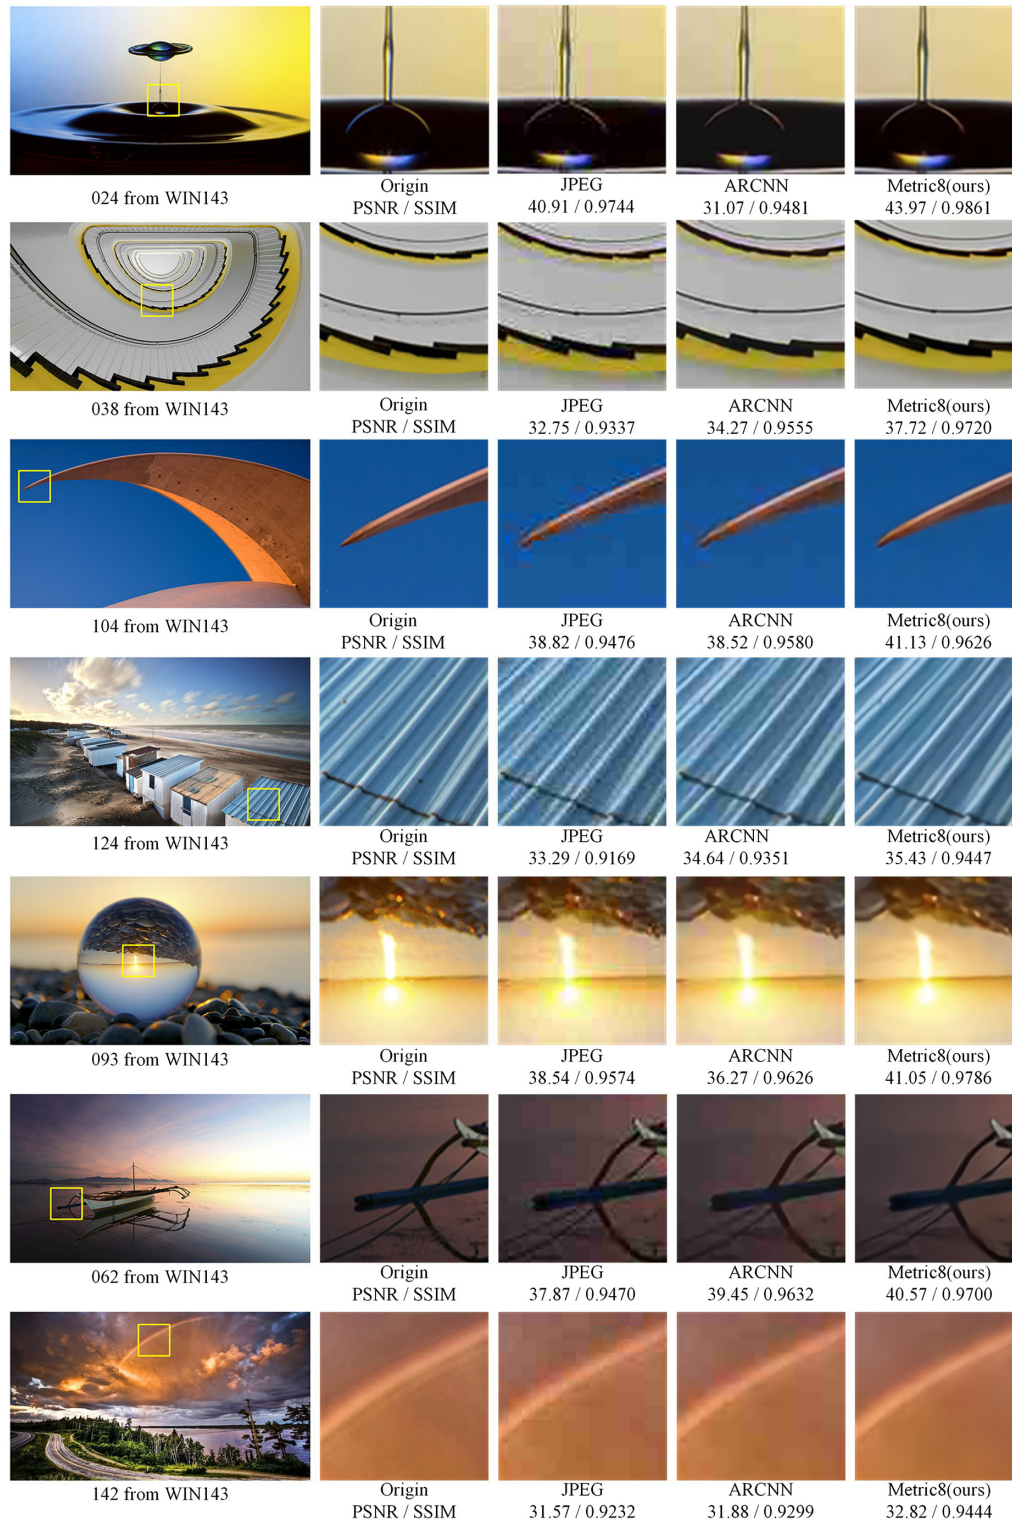 024 from WIN143
Origin
PSNR / SSIM
JPEG
40.91 / 0.9744
ARCNN
31.07 / 0.9481
Metric8(ours)
43.97 / 0.9861
038 from WIN143
Origin
PSNR / SSIM
JPEG
32.75 / 0.9337
ARCNN
34.27 / 0.9555
Metric8(ours)
37.72 / 0.9720
104 from WIN143
Origin
PSNR / SSIM
JPEG
38.82 / 0.9476
ARCNN
38.52 / 0.9580
Metric8(ours)
41.13 / 0.9626
124 from WIN143
Origin
PSNR / SSIM
JPEG
33.29 / 0.9169
ARCNN
34.64 / 0.9351
Metric8(ours)
35.43 / 0.9447
093 from WIN143
Origin
PSNR / SSIM
JPEG
38.54 / 0.9574
ARCNN
36.27 / 0.9626
Metric8(ours)
41.05 / 0.9786
062 from WIN143
Origin
PSNR / SSIM
JPEG
37.87 / 0.9470
ARCNN
39.45 / 0.9632
Metric8(ours)
40.57 / 0.9700
142 from WIN143
Origin
PSNR / SSIM
JPEG
31.57 / 0.9232
ARCNN
31.88 / 0.9299
Metric8(ours)
32.82 / 0.9444